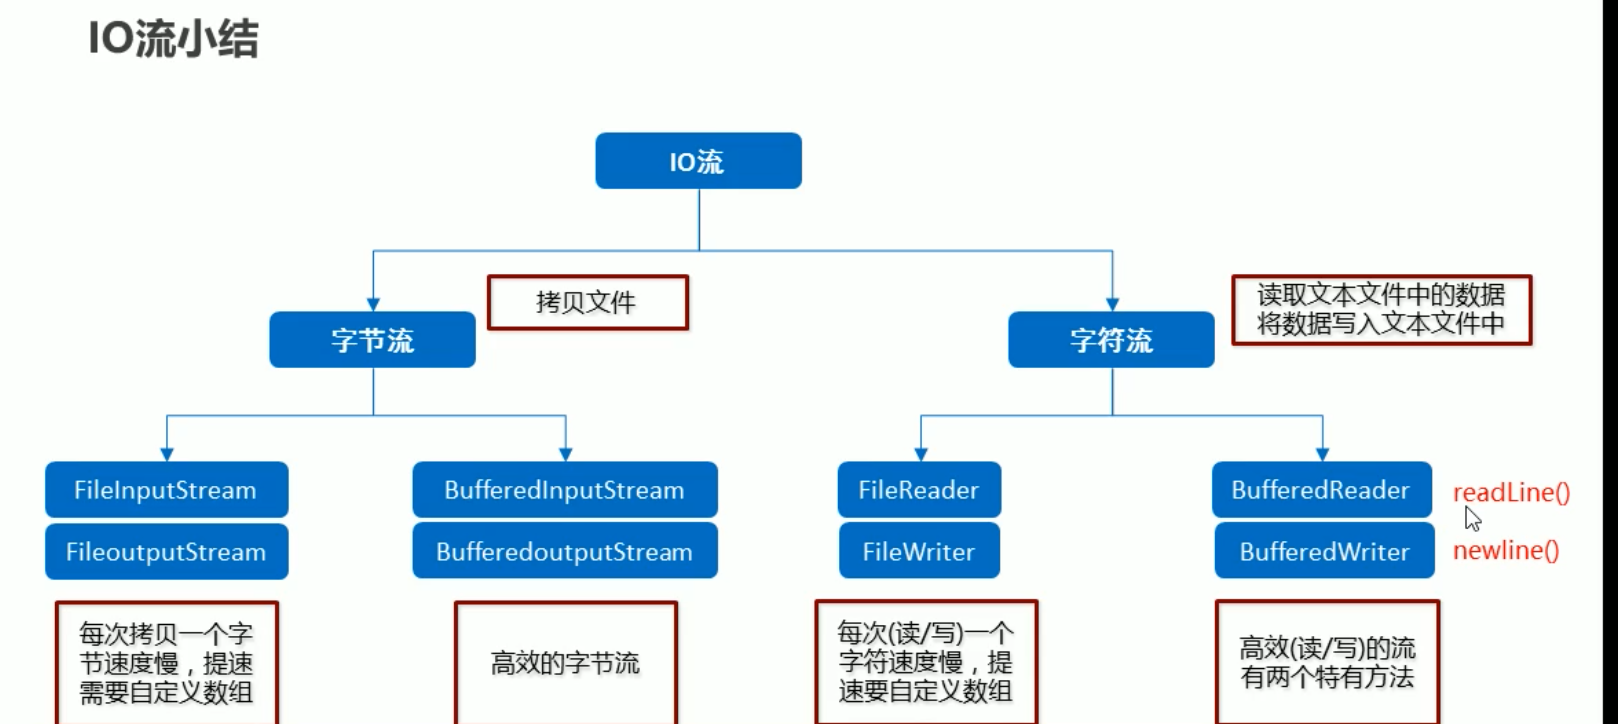 IO流小结
IO流
拷贝文件
读取文本文件中的数据
将数据写入文本文件中
字节流
字符流
FileInputStream
BufferedInputStream
FileReader
BufferedReader
readLine()
FileoutputStream
BufferedoutputStream
FileWriter
BufferedWriter
newline()
每次拷贝一个字
节速度慢，提速
需要自定义数组
高效的字节流
每次(读/写)一个
字符速度慢，提
速要自定义数组
高效(读/写)的流
有两个特有方法